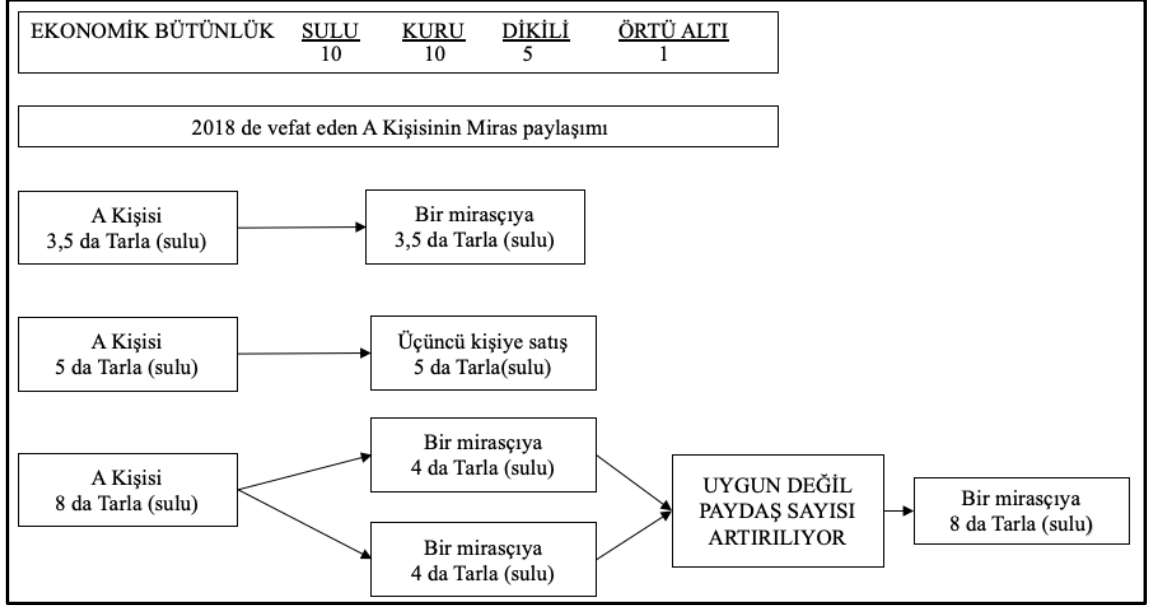 EKONOMİK BÜTÜNLÜK SULU KURU DİKİLİ ÖRTÜ ALTI
10 10 5 1
2018 de vefat eden A Kişisinin Miras paylaşımı
A Kişisi
3,5 da Tarla (sulu)
Bir mirasçıya
3,5 da Tarla (sulu)
A Kişisi
5 da Tarla (sulu)
Üçüncü kişiye satış
5 da Tarla(sulu)
A Kişisi
8 da Tarla (sulu)
Bir mirasçıya
4 da Tarla (sulu)
Bir mirasçıya
4 da Tarla (sulu)
UYGUN DEĞİL
PAYDAŞ SAYISI
ARTIRILIYOR
Bir mirasçıya
8 da Tarla (sulu)